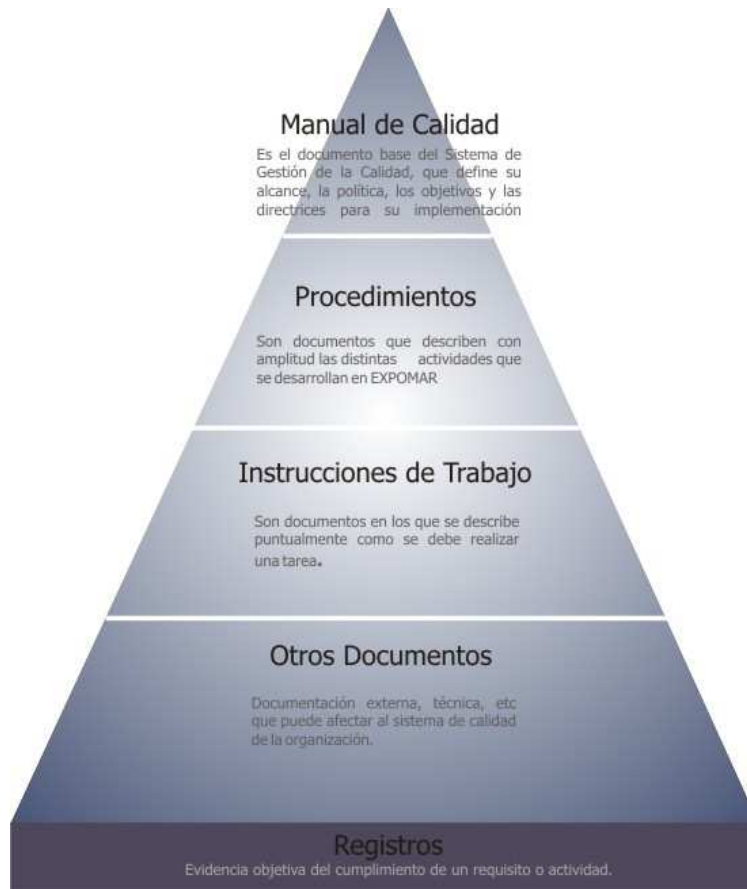 Manual de Calidad
Es el documento base del Sistema de
Gestión de la Calidad, que define su
alcance, la política, los objetivos y las
directrices para su implementación
Procedimientos
Son documentos que describen con
amplitud las distintas actividades que
se desarrollan en EXPOMAR
Instrucciones de Trabajo
Son documentos en los que se describe
puntualmente como se debe realizar
una tarea.
Otros Documentos
Documentación externa, técnica, etc
que puede afectar al sistema de calidad
de la organización.
Registros
Evidencia objetiva del cumplimiento de un requisito o actividad.